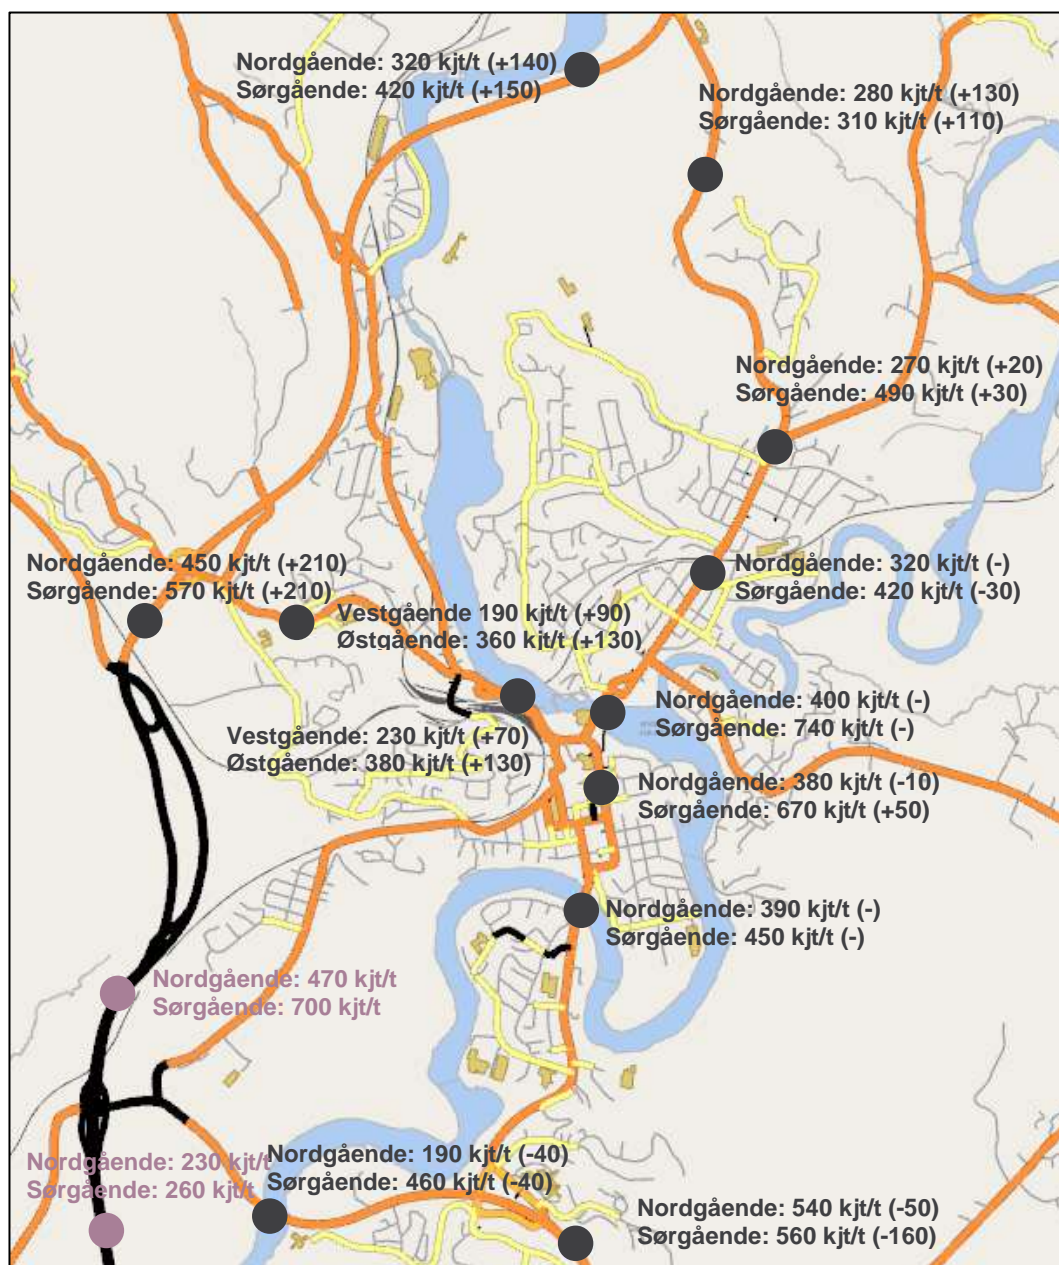 Nordgående: 320 kjt/t (+140)
Sørgående: 420 kjt/t (+150)
Nordgående: 280 kjt/t (+130)
Sørgående: 310 kjt/t (+110)
Nordgående: 270 kjt/t (+20)
Sørgående: 490 kjt/t (+30)
Nordgående: 450 kjt/t (+210)
Sørgående: 570 kjt/t (+210)
Nordgående: 320 kjt/t (-)
Sørgående: 420 kjt/t (-30)
Vestgående 190 kjt/t (+90)
Østgående: 360 kjt/t (+130)
Nordgående: 400 kjt/t (-)
Sørgående: 740 kjt/t (-)
Vestgående: 230 kjt/t (+70)
Østgående: 380 kjt/t (+130)
Nordgående: 380 kjt/t (-10)
Sørgående: 670 kjt/t (+50)
Nordgående: 390 kjt/t (-)
Sørgående: 450 kjt/t (-)
Nordgående: 470 kjt/t
Sørgående: 700 kjt/t
Nordgående: 230 kjt/t
Sørgående: 260 kjt/t
Nordgående: 190 kjt/t (-40)
Sørgående: 460 kjt/t (-40)
Nordgående: 540 kjt/t (-50)
Sørgående: 560 kjt/t (-160)